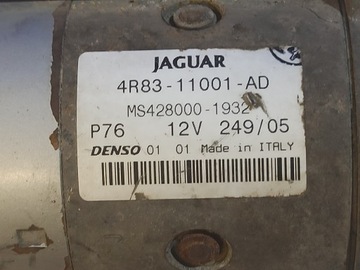 JAGUAR
4R83-11001-AD
MS428000-1932
P76 12V 249/05
DENSO 01 01 Made in ITALY